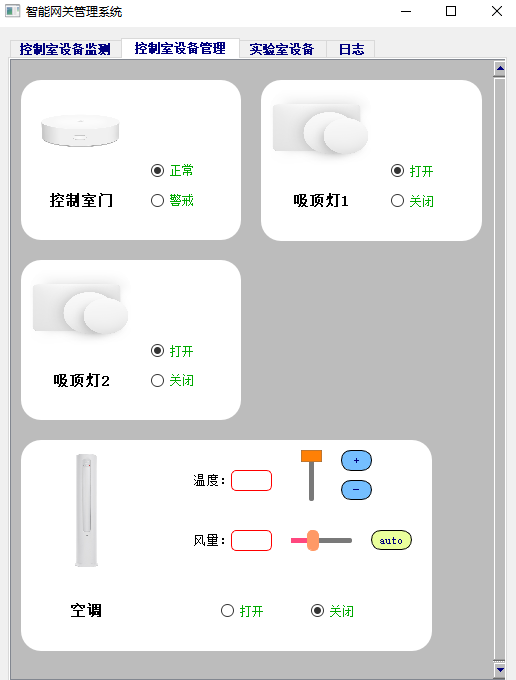 智能网关管理系统
控制室设备监测 控制室设备管理 实验室设备 日志
正常
控制室门 警戒
打开
吸顶灯1 关闭
打开
吸顶灯2 关闭
温度: +
-
风量: auto
空调 打开 关闭